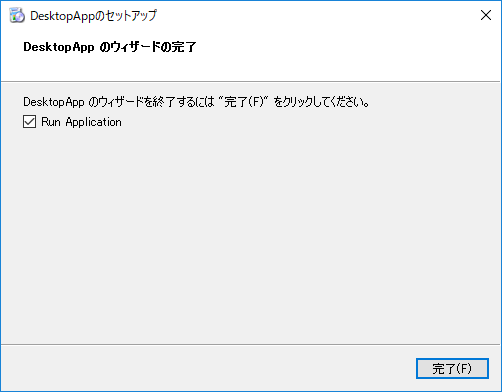 DesktopAppのセットアップ
DesktopApp のウィザードの完了
DesktopApp のウィザードを終了するには "完了(F)" をクリックしてください。
Run Application
完了(F)